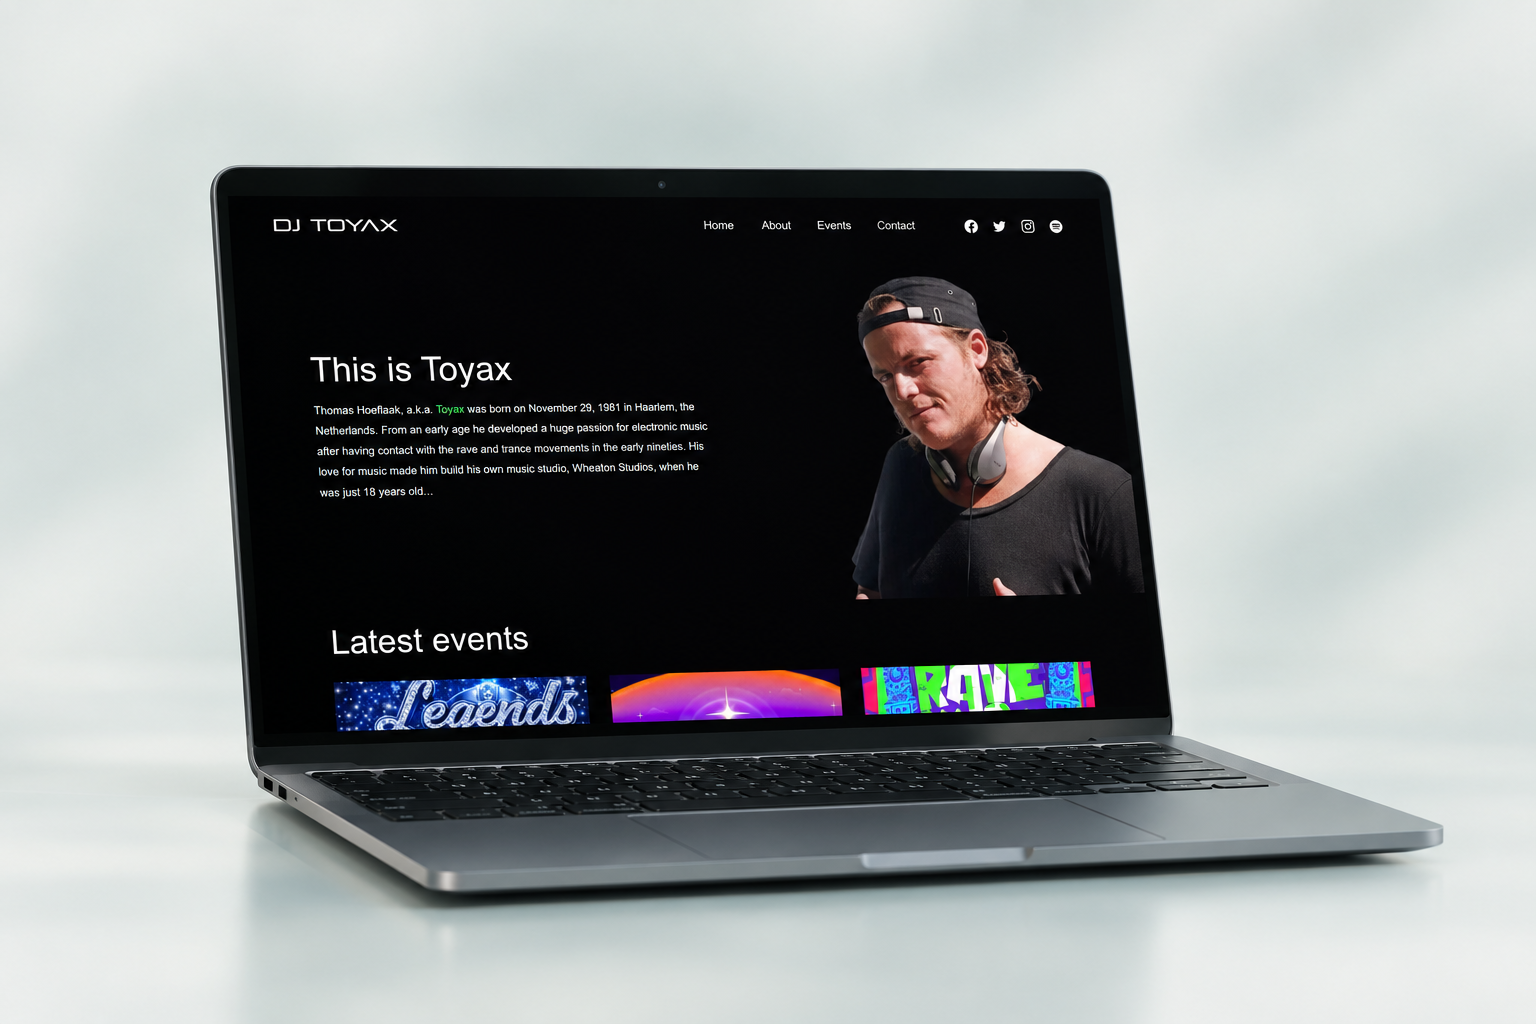 DJ TOYAX
Home About Events Contact
This is Toyax
Thomas Hoeflaak, a.k.a. Toyax was born on November 29, 1981 in Haarlem, the
Netherlands. From an early age he developed a huge passion for electronic music
after having contact with the rave and trance movements in the early nineties. His
love for music made him build his own music studio, Wheaton Studios, when he
was just 18 years old...
Latest events
Legends
RAVE